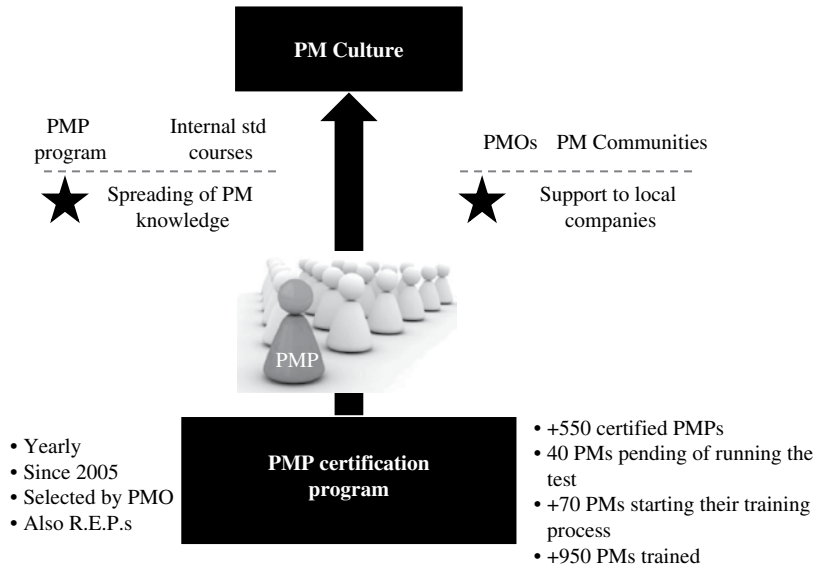 PM Culture
PMP
program
Internal std
courses
Spreading of PM
knowledge
PMOs PM Communities
Support to local
companies
PMP
• Yearly
• Since 2005
• Selected by PMO
• Also R.E.P.s
PMP certification
program
• +550 certified PMPs
• 40 PMs pending of running the
test
• +70 PMs starting their training
process
• +950 PMs trained